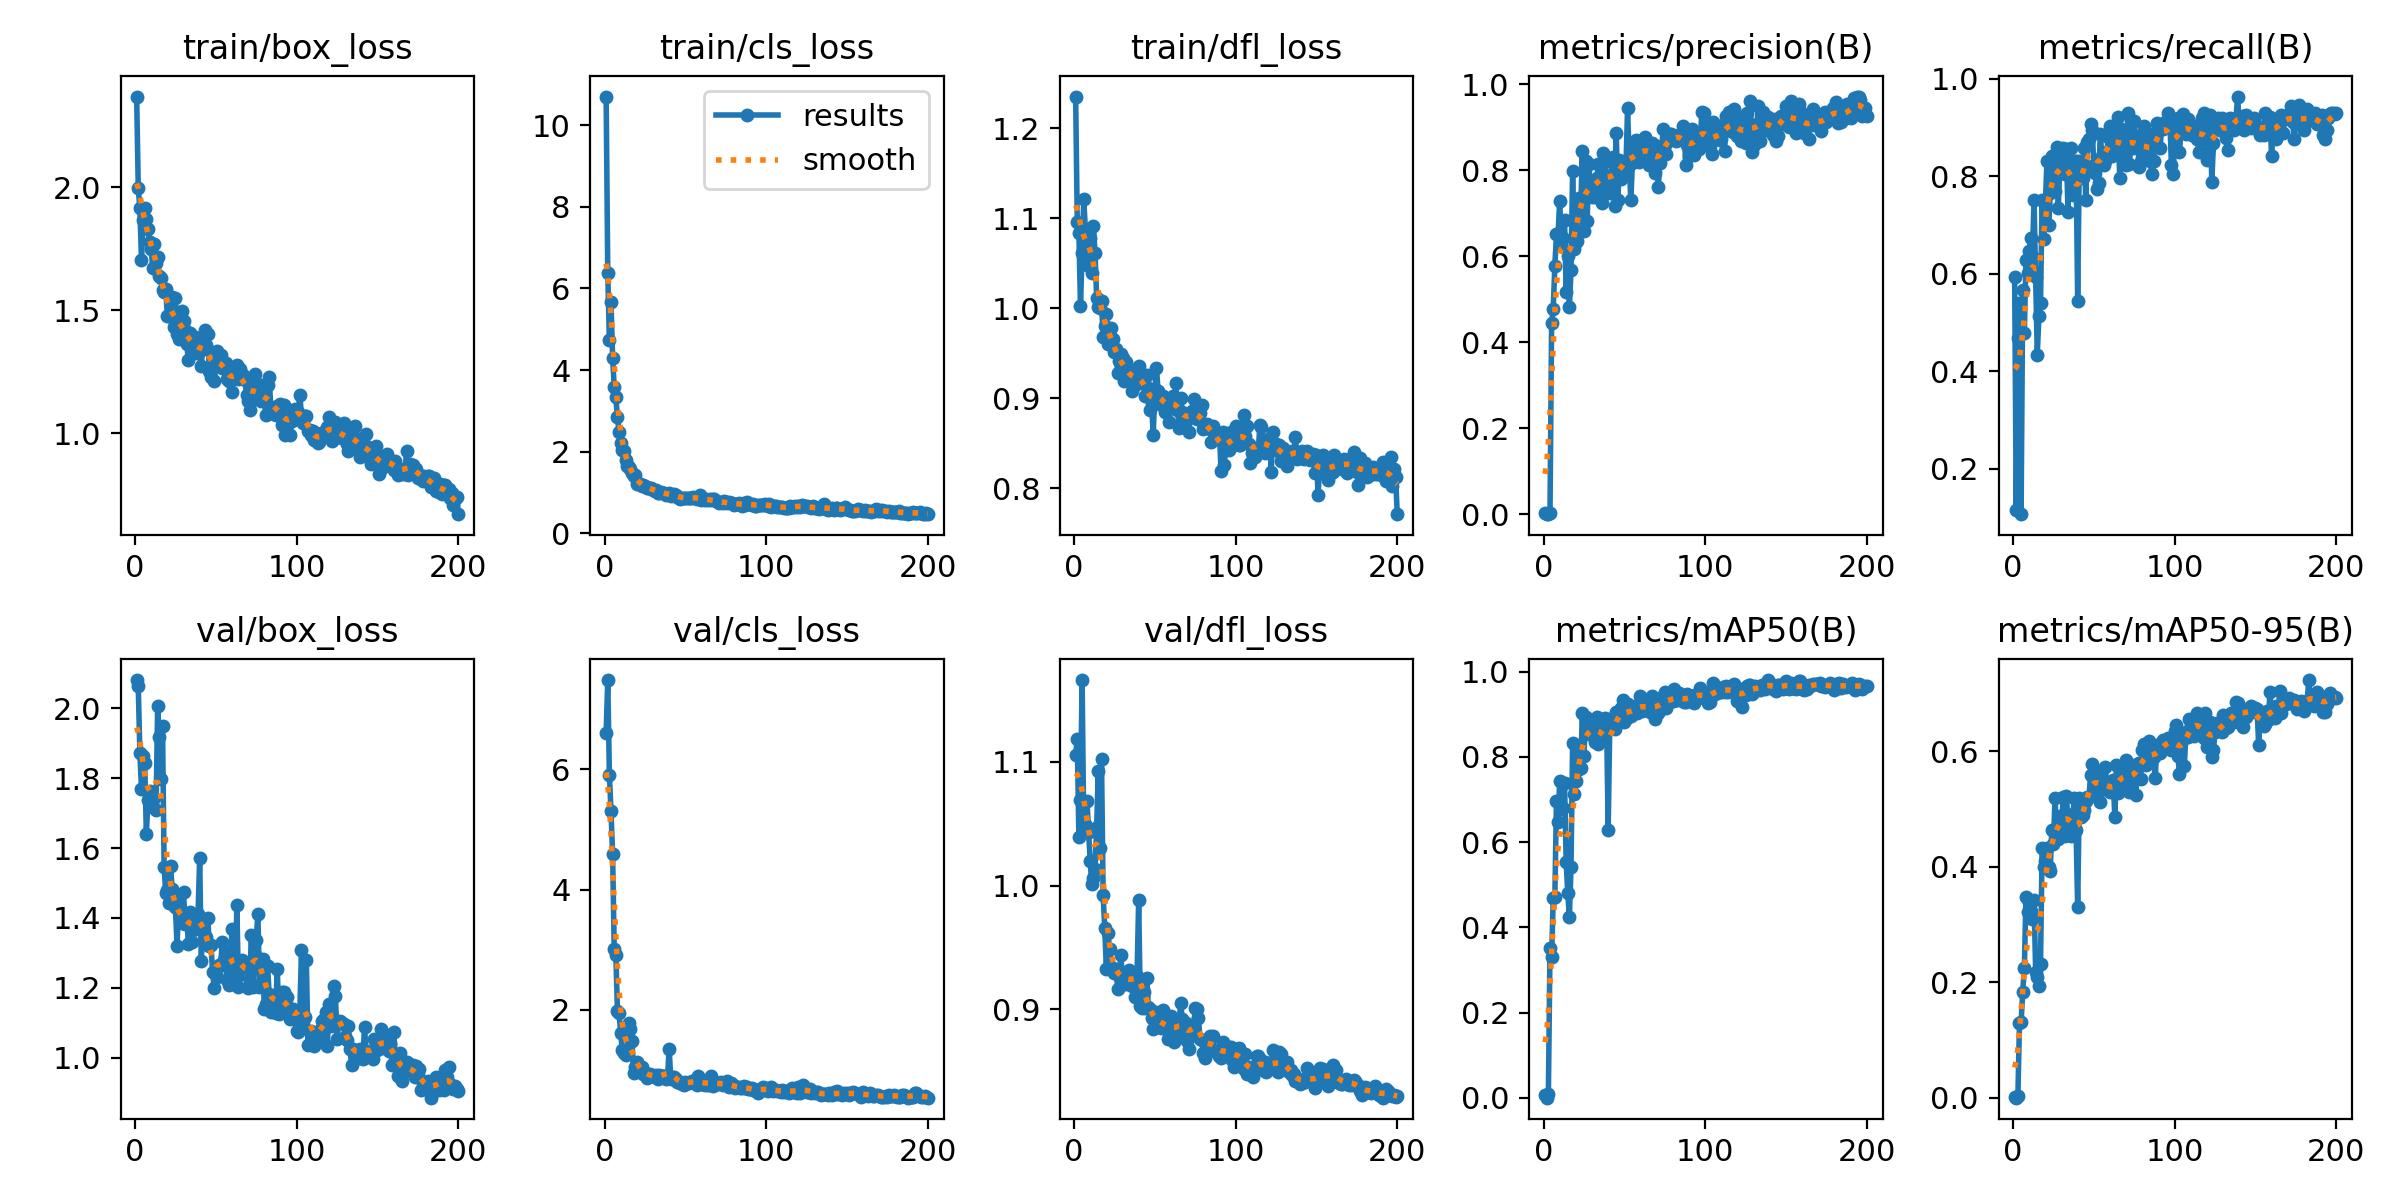 train/box_loss
2.0
1.5
1.0
0 100 200
train/cls_loss
results
smooth
10
8
6
4
2
0
0 100 200
train/dfl_loss
1.2
1.1
1.0
0.9
0.8
0 100 200
metrics/precision(B)
1.0
0.8
0.6
0.4
0.2
0.0
0 100 200
metrics/recall(B)
1.0
0.8
0.6
0.4
0.2
0 100 200
val/box_loss
2.0
1.8
1.6
1.4
1.2
1.0
0 100 200
val/cls_loss
6
4
2
0 100 200
val/dfl_loss
1.1
1.0
0.9
0 100 200
metrics/mAP50(B)
1.0
0.8
0.6
0.4
0.2
0.0
0 100 200
metrics/mAP50-95(B)
0.6
0.4
0.2
0.0
0 100 200